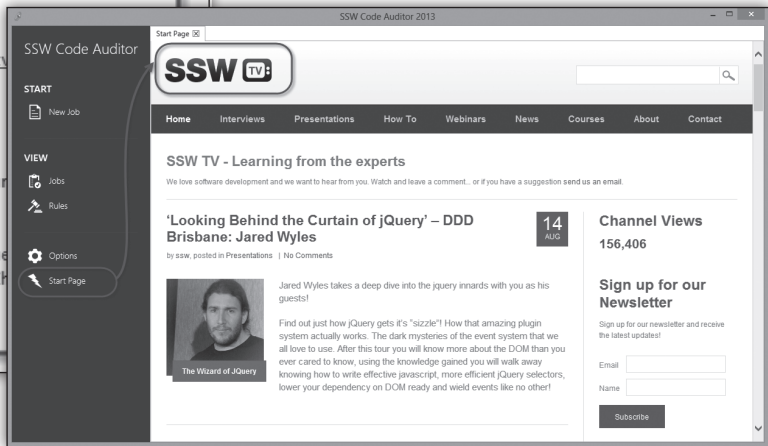 SSW Code Auditor 2013
SSW Code Auditor
START
New Job
VIEW
Jobs
Rules
Options
Start Page
Start Page
SSW TV
Home Interviews Presentations How To Webinars News Courses About Contact
SSW TV - Learning from the experts
We love software development and we want to hear from you. Watch and leave a comment... or if you have a suggestion send us an email.
‘Looking Behind the Curtain of jQuery’ – DDD
Brisbane: Jared Wyles
14
AUG
by ssw, posted in Presentations | No Comments
The Wizard of JQuery
Jared Wyles takes a deep dive into the jquery innards with you as his
guests!
Find out just how jQuery gets it's "sizzle"! How that amazing plugin
system actually works. The dark mysteries of the event system that we
all love to use. After this tour you will know more about the DOM than you
ever cared to know, using the knowledge gained you will walk away
knowing how to write effective javascript, more efficient jQuery selectors,
lower your dependency on DOM ready and wield events like no other!
Channel Views
156,406
Sign up for our
Newsletter
Sign up for our newsletter and receive
the latest updates!
Email
Name
Subscribe